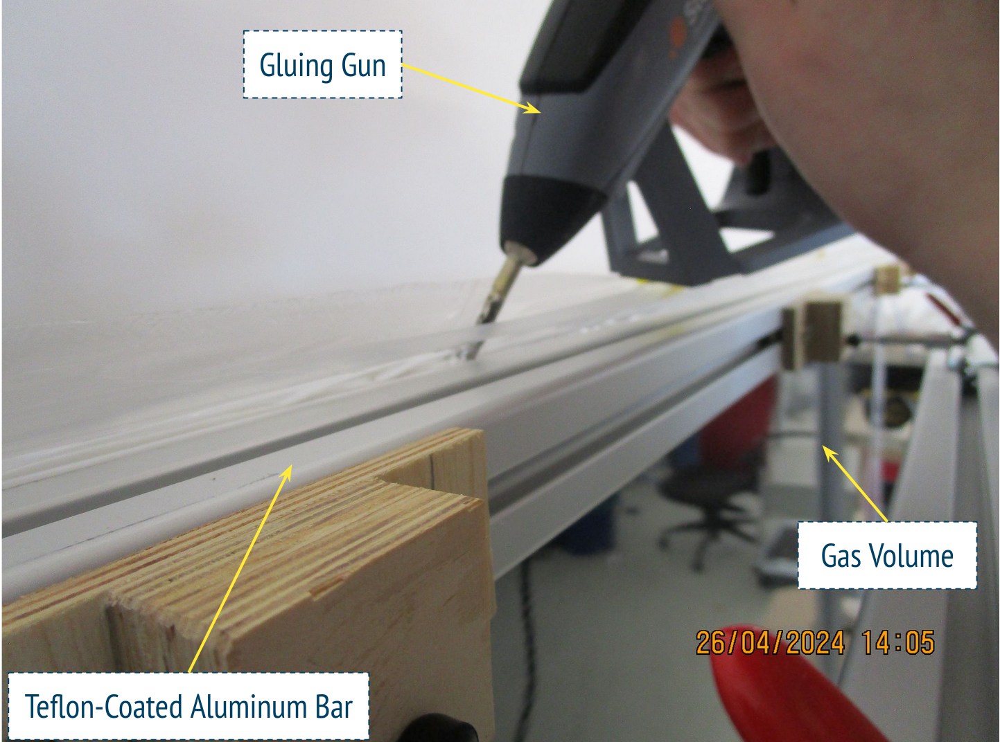 Gluing Gun
Gas Volume
26/04/2024 14:05
Teflon-Coated Aluminum Bar